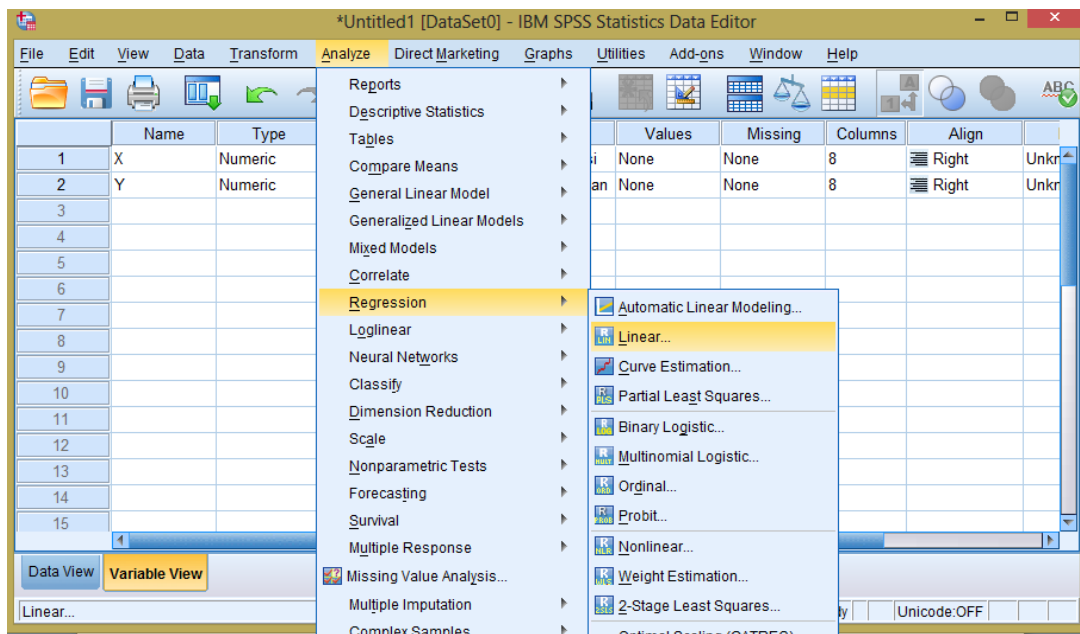 *Untitled1 [DataSet0] - IBM SPSS Statistics Data Editor
File Edit View Data Transform Analyze Direct Marketing Graphs Utilities Add-ons Window Help
Name Type Values Missing Columns Align
1 X Numeric None None 8 Right
2 Y Numeric None None 8 Right
3
4
5
6
7
8
9
10
11
12
13
14
15
Reports
Descriptive Statistics
Tables
Compare Means
General Linear Model
Generalized Linear Models
Mixed Models
Correlate
Regression
Loglinear
Neural Networks
Classify
Dimension Reduction
Scale
Nonparametric Tests
Forecasting
Survival
Multiple Response
Missing Value Analysis...
Multiple Imputation
Complex Samples
Automatic Linear Modeling...
Linear...
Curve Estimation...
Partial Least Squares...
Binary Logistic...
Multinomial Logistic...
Ordinal...
Probit...
Nonlinear...
Weight Estimation...
2-Stage Least Squares...
Optimal Scaling (CATREG)...
Data View Variable View
Linear... Unicode:OFF